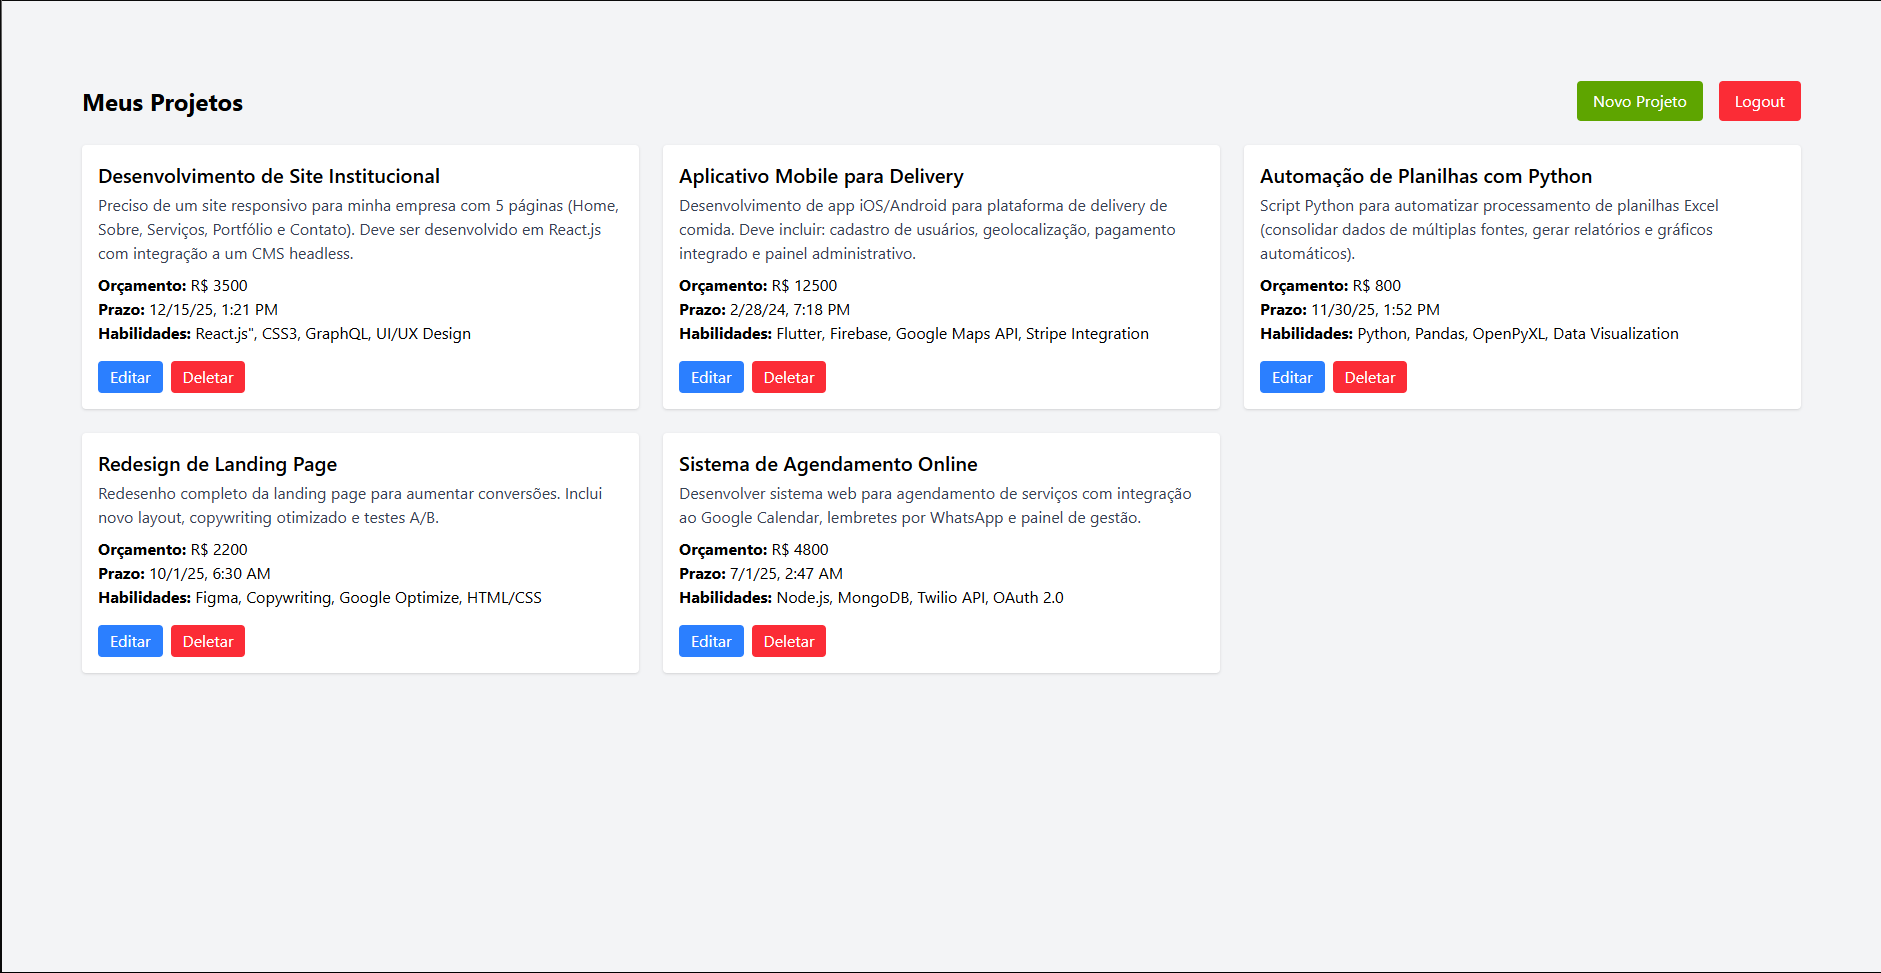 Meus Projetos
Novo Projeto
Logout
Desenvolvimento de Site Institucional
Preciso de um site responsivo para minha empresa com 5 páginas (Home,
Sobre, Serviços, Portfólio e Contato). Deve ser desenvolvido em React.js
com integração a um CMS headless.
Orçamento: R$ 3500
Prazo: 12/15/25, 1:21 PM
Habilidades: React.js", CSS3, GraphQL, UI/UX Design
Editar
Deletar
Aplicativo Mobile para Delivery
Desenvolvimento de app iOS/Android para plataforma de delivery de
comida. Deve incluir: cadastro de usuários, geolocalização, pagamento
integrado e painel administrativo.
Orçamento: R$ 12500
Prazo: 2/28/24, 7:18 PM
Habilidades: Flutter, Firebase, Google Maps API, Stripe Integration
Editar
Deletar
Automação de Planilhas com Python
Script Python para automatizar processamento de planilhas Excel
(consolidar dados de múltiplas fontes, gerar relatórios e gráficos
automáticos).
Orçamento: R$ 800
Prazo: 11/30/25, 1:52 PM
Habilidades: Python, Pandas, OpenPyXL, Data Visualization
Editar
Deletar
Redesign de Landing Page
Redesenho completo da landing page para aumentar conversões. Inclui
novo layout, copywriting otimizado e testes A/B.
Orçamento: R$ 2200
Prazo: 10/1/25, 6:30 AM
Habilidades: Figma, Copywriting, Google Optimize, HTML/CSS
Editar
Deletar
Sistema de Agendamento Online
Desenvolver sistema web para agendamento de serviços com integração
ao Google Calendar, lembretes por WhatsApp e painel de gestão.
Orçamento: R$ 4800
Prazo: 7/1/25, 2:47 AM
Habilidades: Node.js, MongoDB, Twilio API, OAuth 2.0
Editar
Deletar